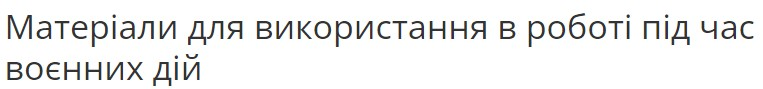 Матеріали для використання в роботі під час
воєнних дій